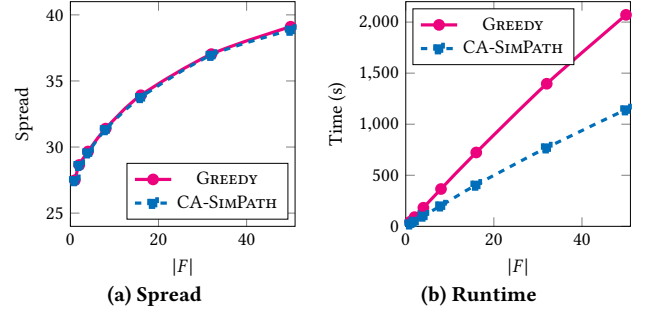 40
35
30
25
Spread
GREEDY
CA-SIMPATH
0
20
40
|F|
(a) Spread
2,000
1,500
1,000
500
0
Time (s)
GREEDY
CA-SIMPATH
0
20
40
|F|
(b) Runtime